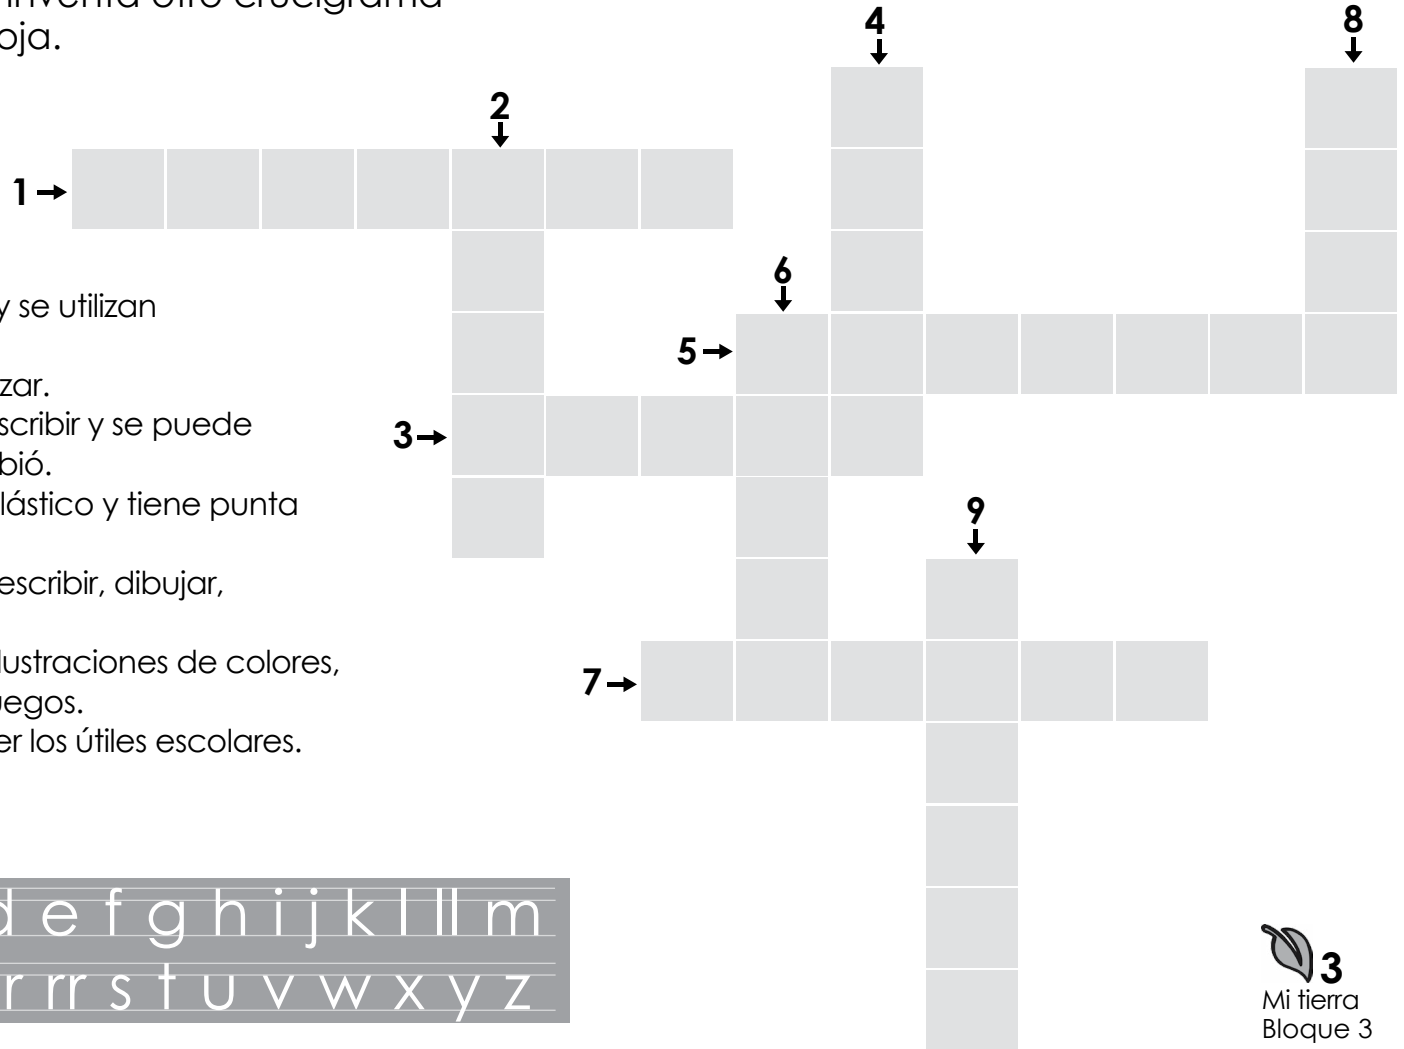 inventa otro crucigrama
oja.
4
8
2
1
6
y se utilizan
5
zar.
scribir y se puede
3
bió.
lástico y tiene punta
9
escribir, dibujar,
lustraciones de colores,
7
uegos.
er los útiles escolares.
d e f g h i j k l ll m
r rr s t u v w x y z
3
Mi tierra
Bloque 3